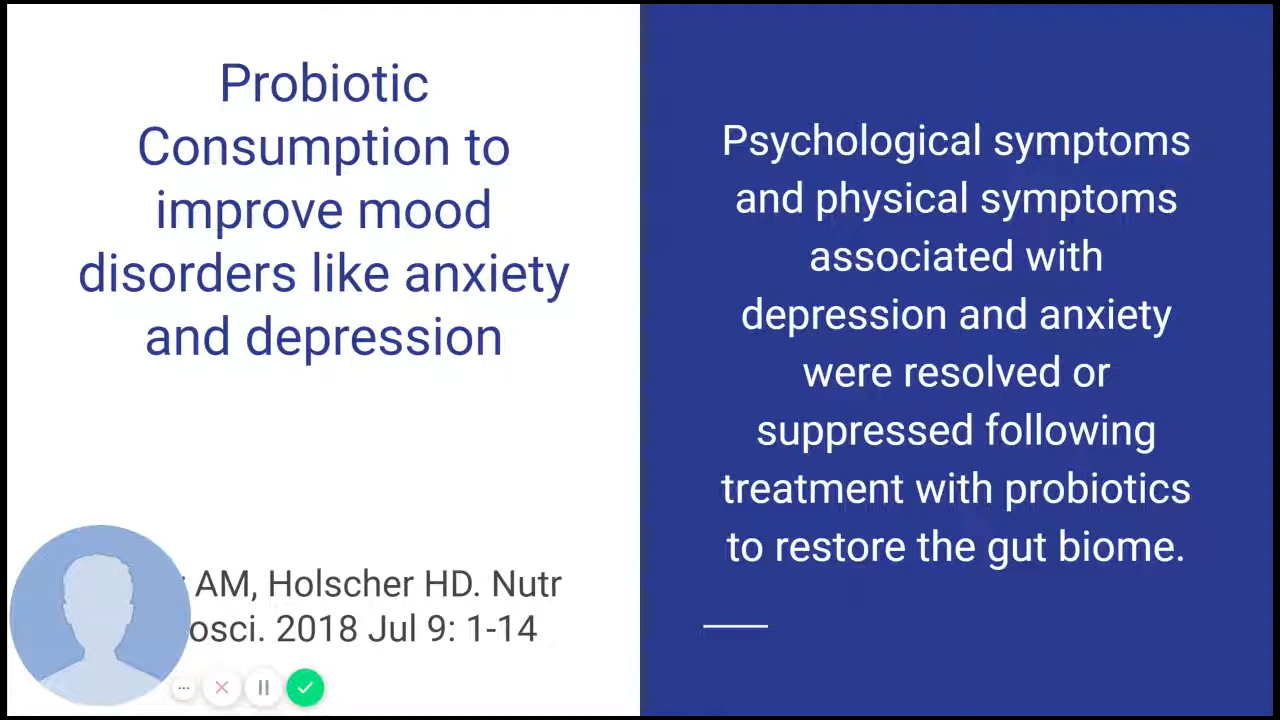 Probiotic
Consumption to
improve mood
disorders like anxiety
and depression
AM, Holscher HD. Nutr
osci. 2018 Jul 9: 1-14
Psychological symptoms
and physical symptoms
associated with
depression and anxiety
were resolved or
suppressed following
treatment with probiotics
to restore the gut biome.